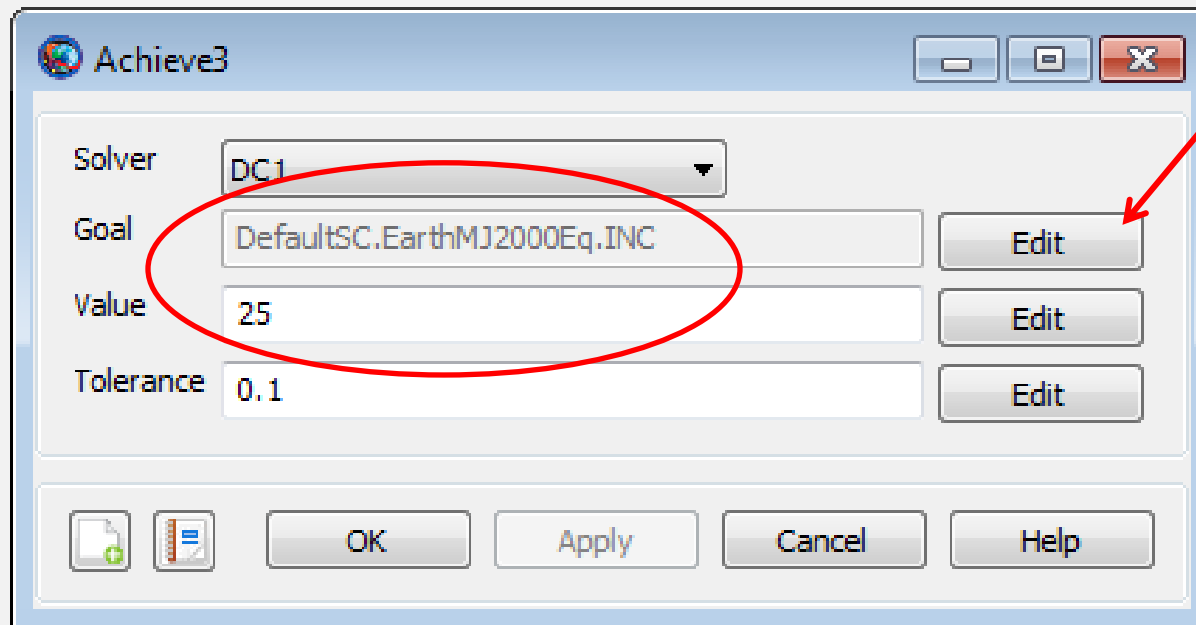 Achieve3
Solver DC1
Goal DefaultSC.EarthMJ2000Eq.INC Edit
Value 25 Edit
Tolerance 0.1 Edit
OK Apply Cancel Help